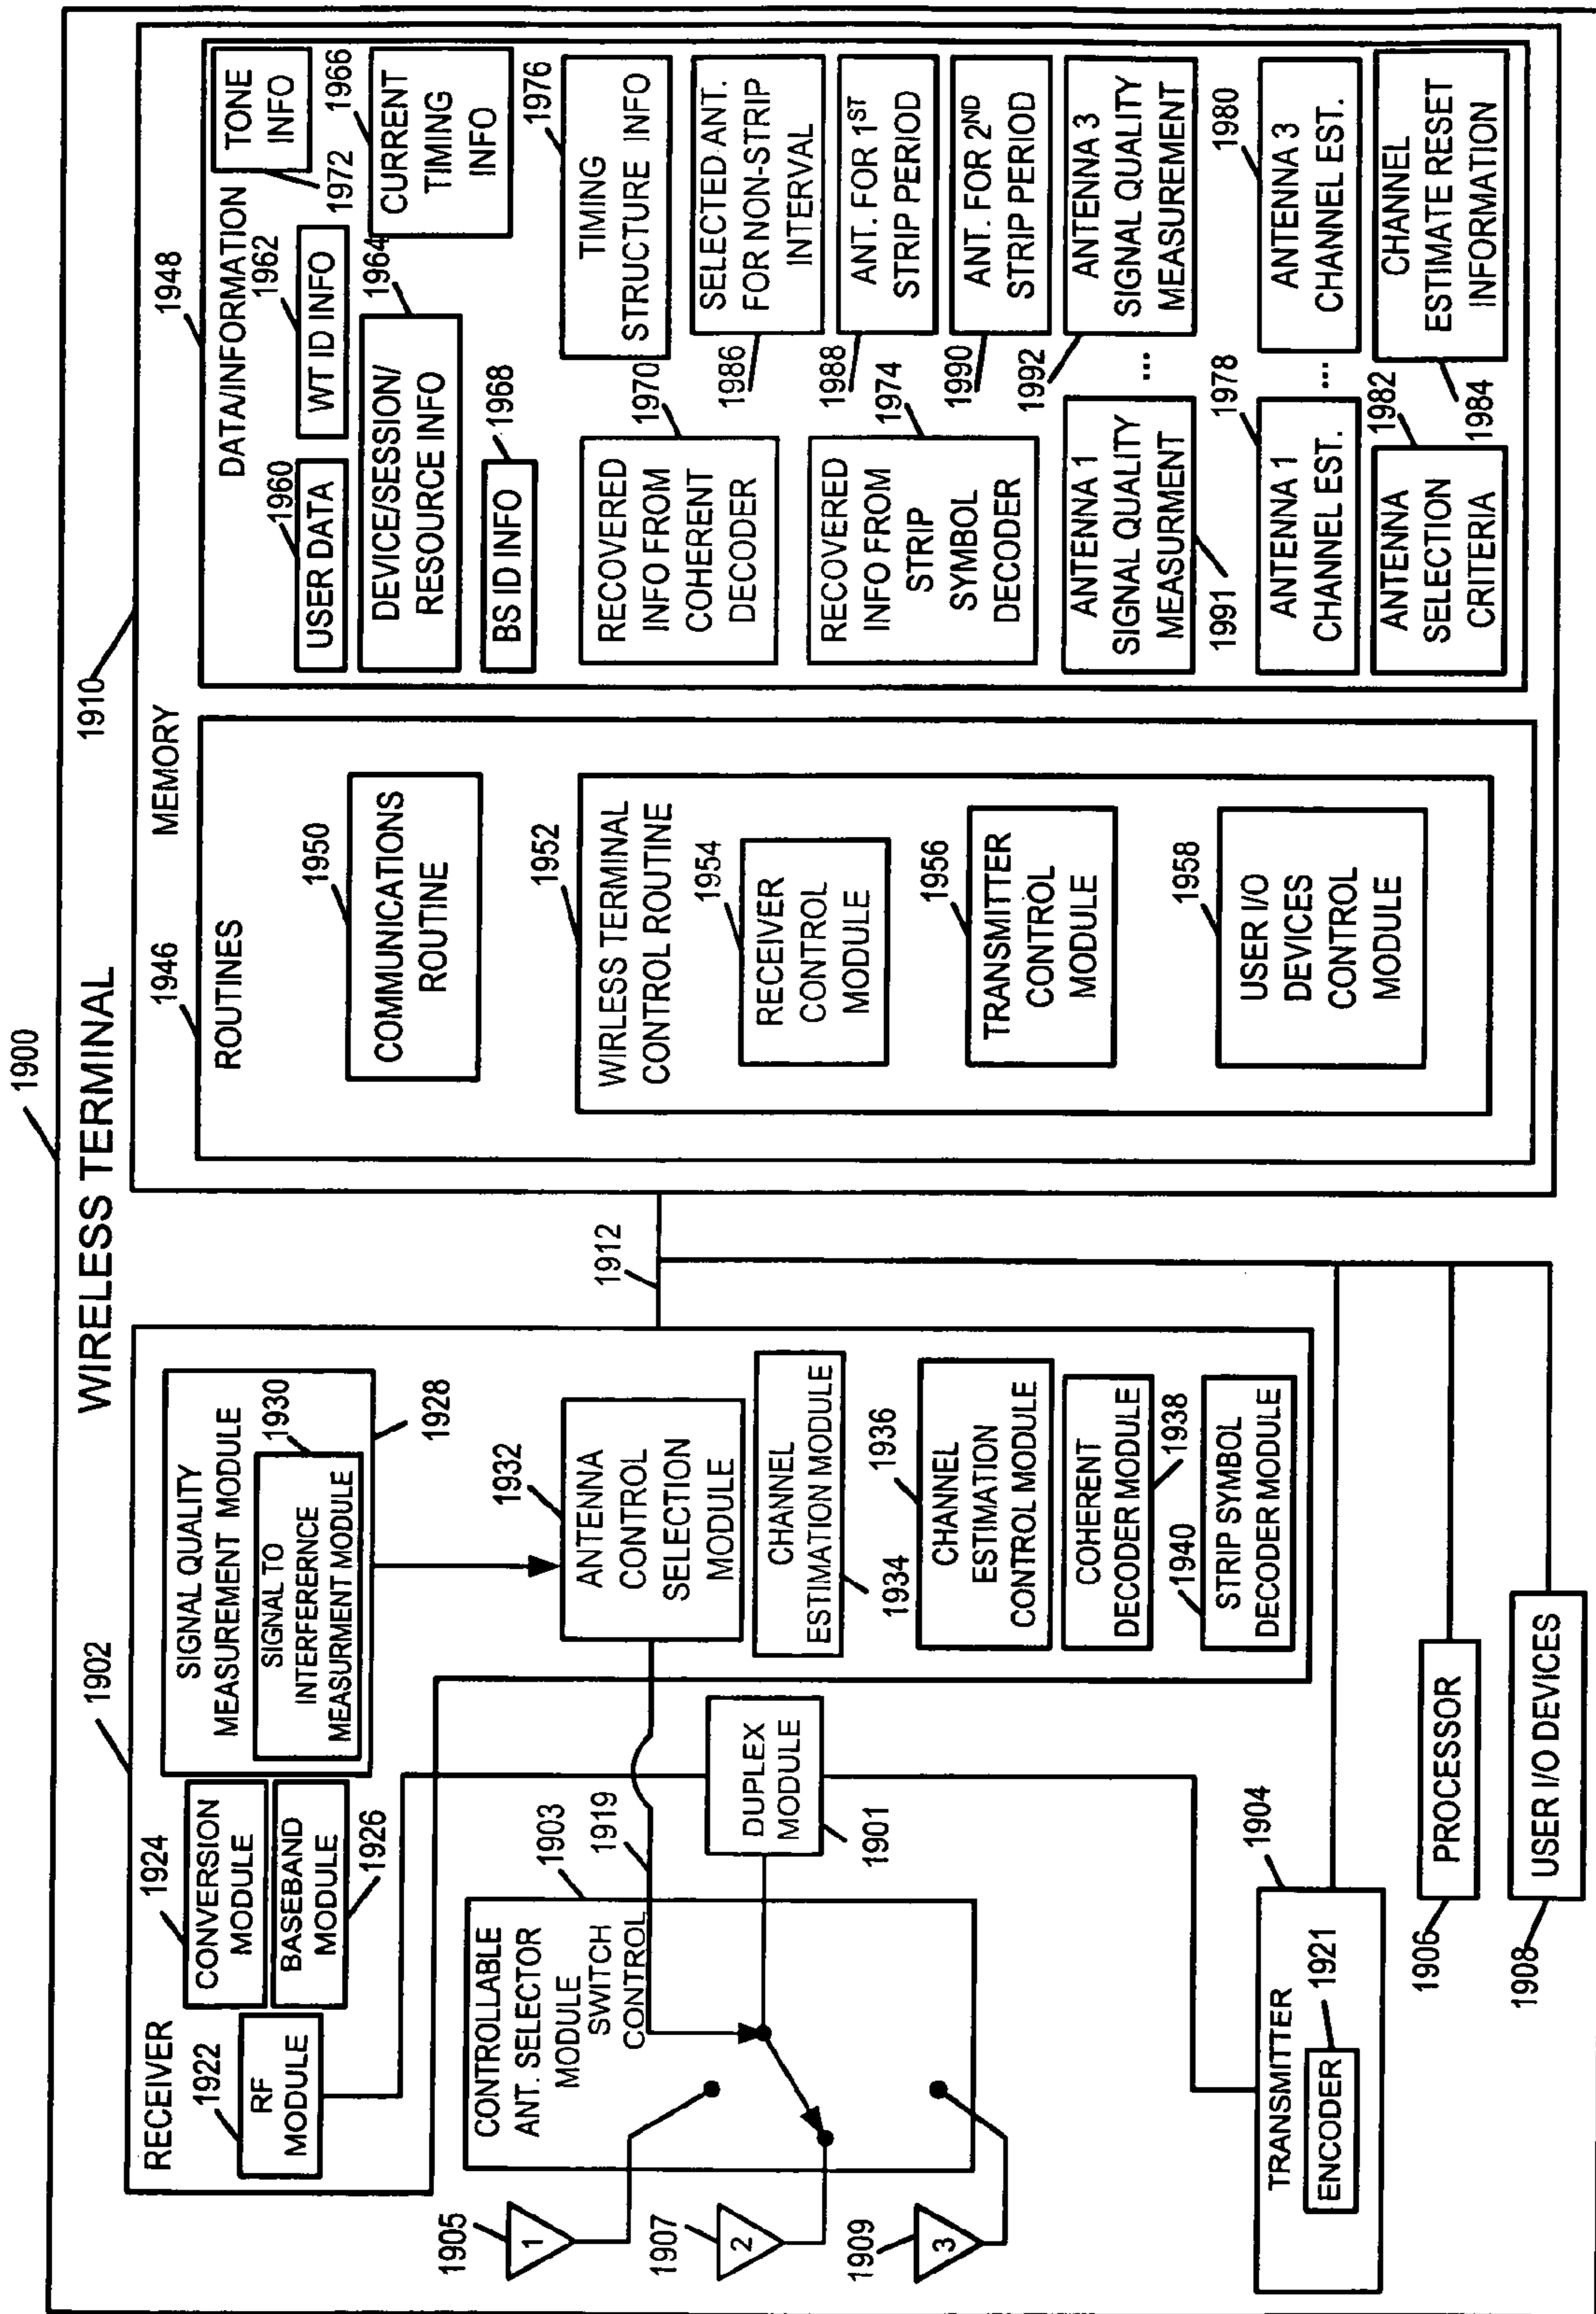 1900
WIRELESS TERMINAL
1902
RECEIVER
1922
RF
MODULE
1924
CONVERSION
MODULE
BASEBAND
MODULE
1926
SIGNAL QUALITY
MEASUREMENT MODULE
1930
SIGNAL TO
INTERFERENCE
MEASURMENT MODULE
1928
1932
ANTENNA
CONTROL
SELECTION
MODULE
CHANNEL
ESTIMATION MODULE
1934
1936
CHANNEL
ESTIMATION
CONTROL MODULE
COHERENT
DECODER MODULE
1938
1940
STRIP SYMBOL
DECODER MODULE
1903
1919
CONTROLLABLE
ANT. SELECTOR
MODULE
SWITCH
CONTROL
DUPLEX
MODULE
1901
1905
1
1907
2
1909
3
1904
TRANSMITTER
1921
ENCODER
PROCESSOR
1906
USER I/O DEVICES
1908
1912
1910
MEMORY
1946
ROUTINES
1950
COMMUNICATIONS
ROUTINE
1952
WIRLESS TERMINAL
CONTROL ROUTINE
1954
RECEIVER
CONTROL
MODULE
1956
TRANSMITTER
CONTROL
MODULE
1958
USER I/O
DEVICES
CONTROL
MODULE
1948
DATA/INFORMATION
1960
USER DATA
1962
WT ID INFO
1972
TONE
INFO
DEVICE/SESSION/
RESOURCE INFO
1964
1966
CURRENT
TIMING
INFO
BS ID INFO
1968
1976
TIMING
STRUCTURE INFO
RECOVERED
INFO FROM
COHERENT
DECODER
1970
1986
SELECTED ANT.
FOR NON-STRIP
INTERVAL
1988
ANT. FOR 1ST
STRIP PERIOD
RECOVERED
INFO FROM
STRIP
SYMBOL
DECODER
1974
1990
ANT. FOR 2ND
STRIP PERIOD
1992
ANTENNA 1
SIGNAL QUALITY
MEASURMENT
1991
...
ANTENNA 3
SIGNAL QUALITY
MEASUREMENT
1978
ANTENNA 1
CHANNEL EST.
...
1980
ANTENNA 3
CHANNEL EST.
1982
ANTENNA
SELECTION
CRITERIA
1984
CHANNEL
ESTIMATE RESET
INFORMATION